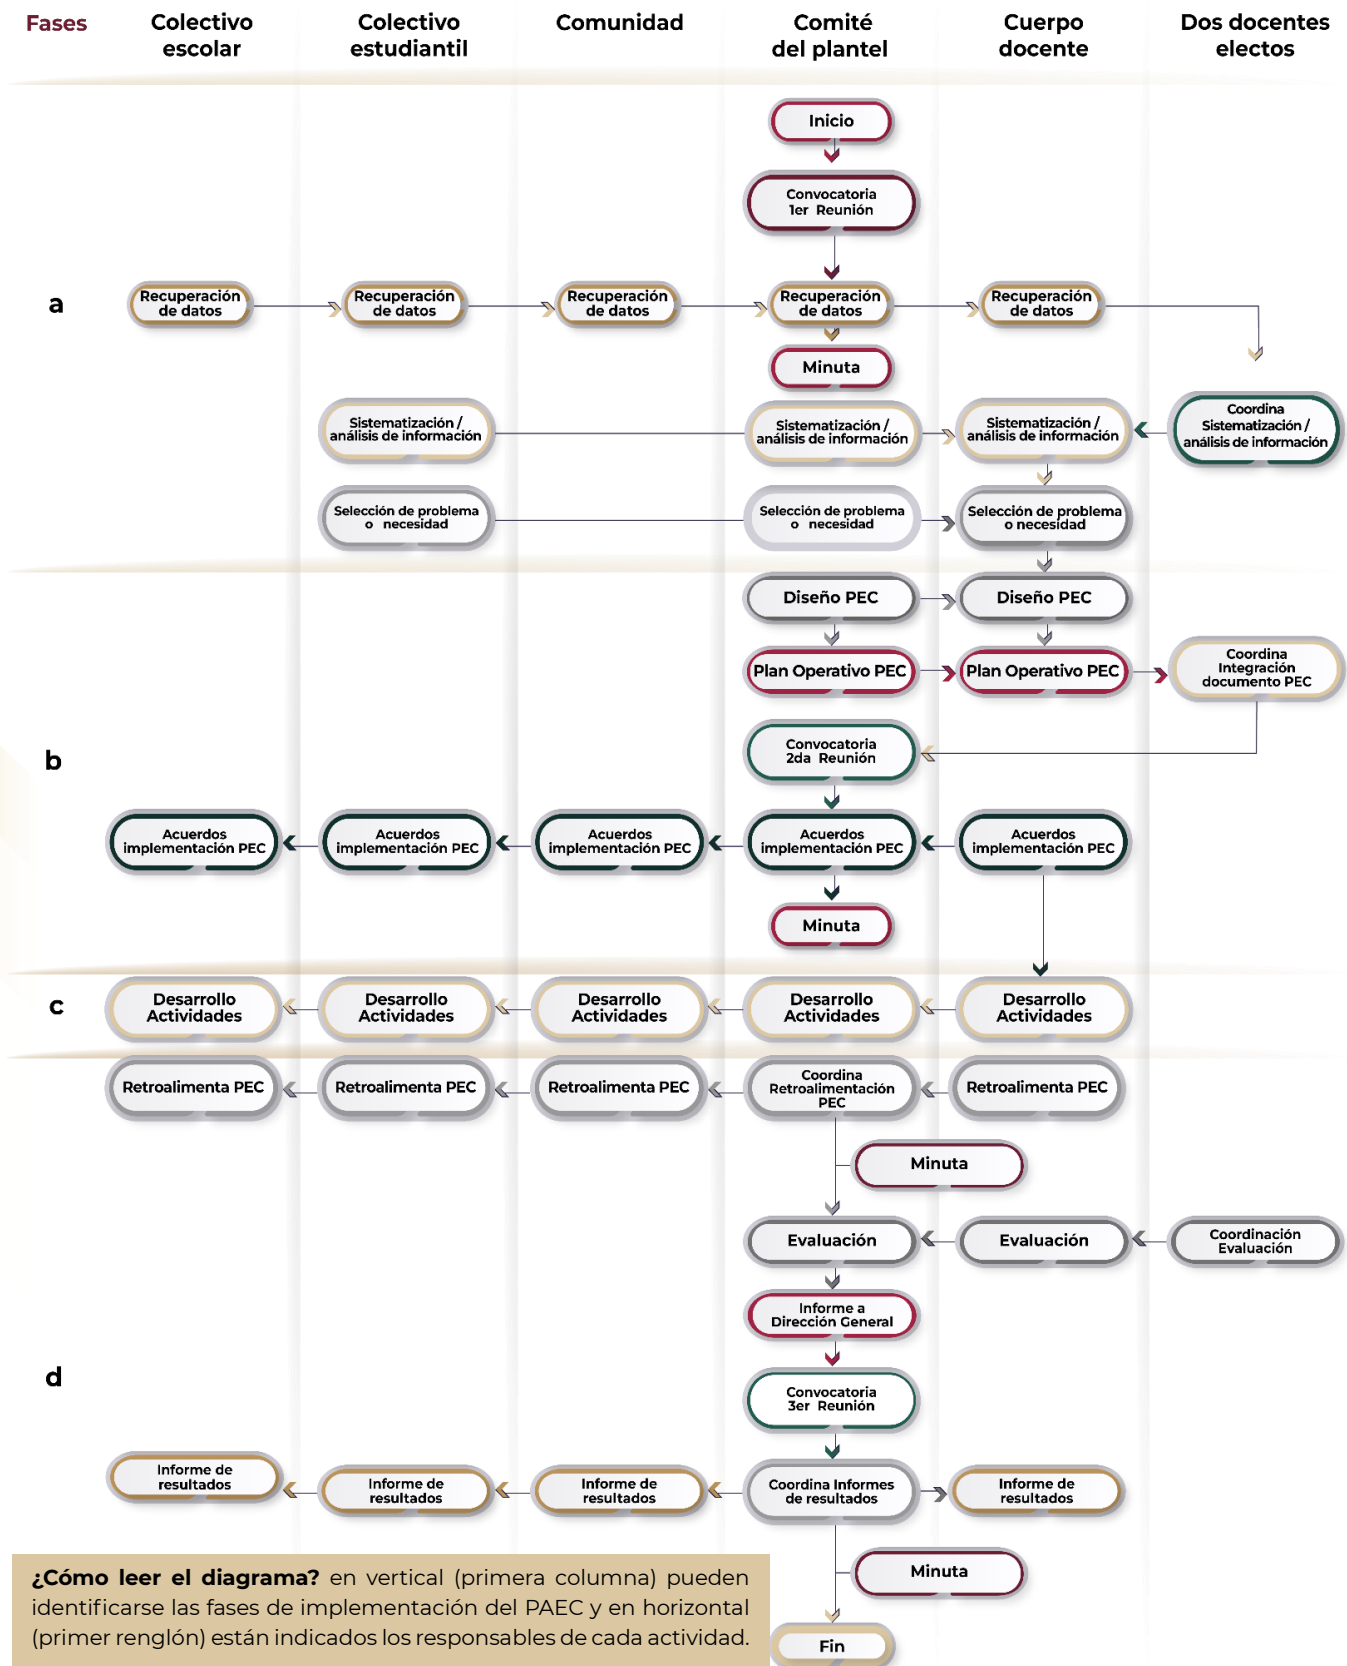 Fases
Colectivo
escolar
Colectivo
estudiantil
Comunidad
Comité
del plantel
Cuerpo
docente
Dos docentes
electos
Inicio
Convocatoria
1er Reunión
a
Recuperación
de datos
Recuperación
de datos
Recuperación
de datos
Recuperación
de datos
Recuperación
de datos
Minuta
Sistematización /
análisis de información
Sistematización /
análisis de información
Sistematización /
análisis de información
Coordina
Sistematización /
análisis de información
Selección de problema
o necesidad
Selección de problema
o necesidad
Selección de problema
o necesidad
Diseño PEC
Diseño PEC
Plan Operativo PEC
Plan Operativo PEC
Coordina
Integración
documento PEC
b
Convocatoria
2da Reunión
Acuerdos
implementación PEC
Acuerdos
implementación PEC
Acuerdos
implementación PEC
Acuerdos
implementación PEC
Acuerdos
implementación PEC
Minuta
c
Desarrollo
Actividades
Desarrollo
Actividades
Desarrollo
Actividades
Desarrollo
Actividades
Desarrollo
Actividades
Retroalimenta PEC
Retroalimenta PEC
Retroalimenta PEC
Coordina
Retroalimentación
PEC
Retroalimenta PEC
Minuta
Evaluación
Evaluación
Coordinación
Evaluación
Informe a
Dirección General
d
Convocatoria
3er Reunión
Informe de
resultados
Informe de
resultados
Informe de
resultados
Coordina Informes
de resultados
Informe de
resultados
Minuta
¿Cómo leer el diagrama? en vertical (primera columna) pueden
identificarse las fases de implementación del PAEC y en horizontal
(primer renglón) están indicados los responsables de cada actividad.
Fin